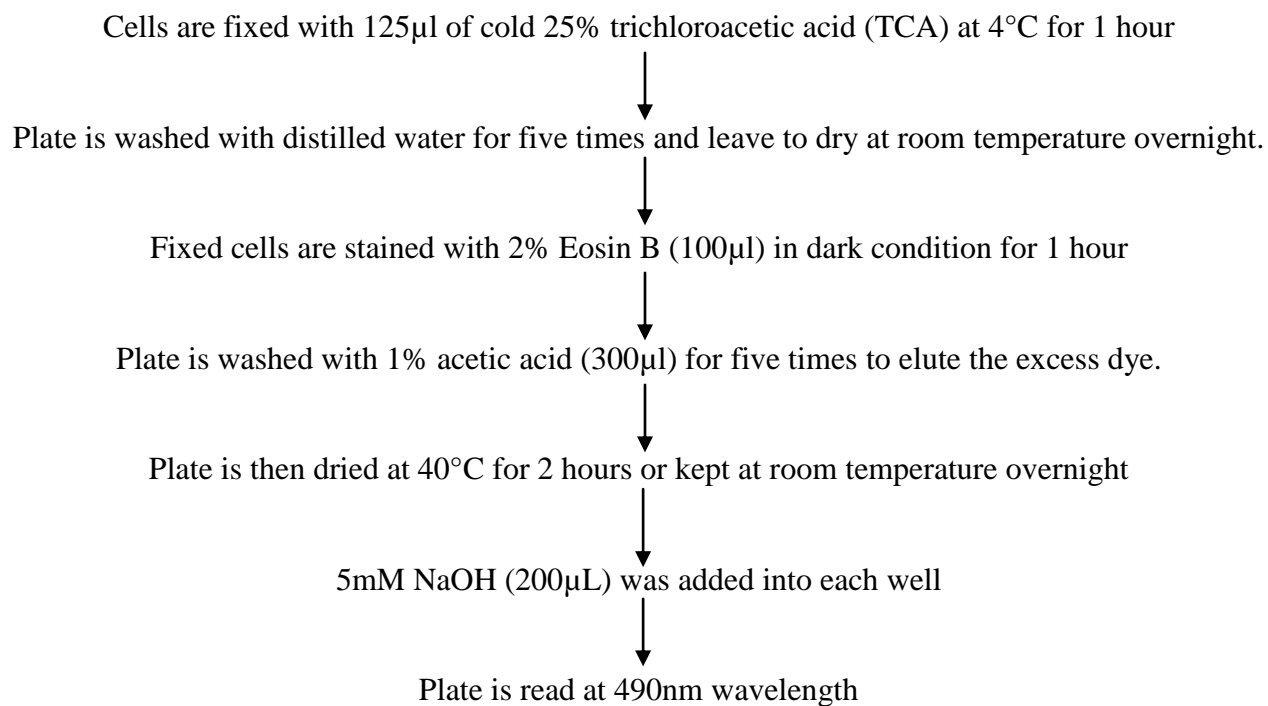 Cells are fixed with 125µl of cold 25% trichloroacetic acid (TCA) at 4°C for 1 hour
Plate is washed with distilled water for five times and leave to dry at room temperature overnight.
Fixed cells are stained with 2% Eosin B (100µl) in dark condition for 1 hour
Plate is washed with 1% acetic acid (300µl) for five times to elute the excess dye.
Plate is then dried at 40°C for 2 hours or kept at room temperature overnight
5mM NaOH (200µL) was added into each well
Plate is read at 490nm wavelength